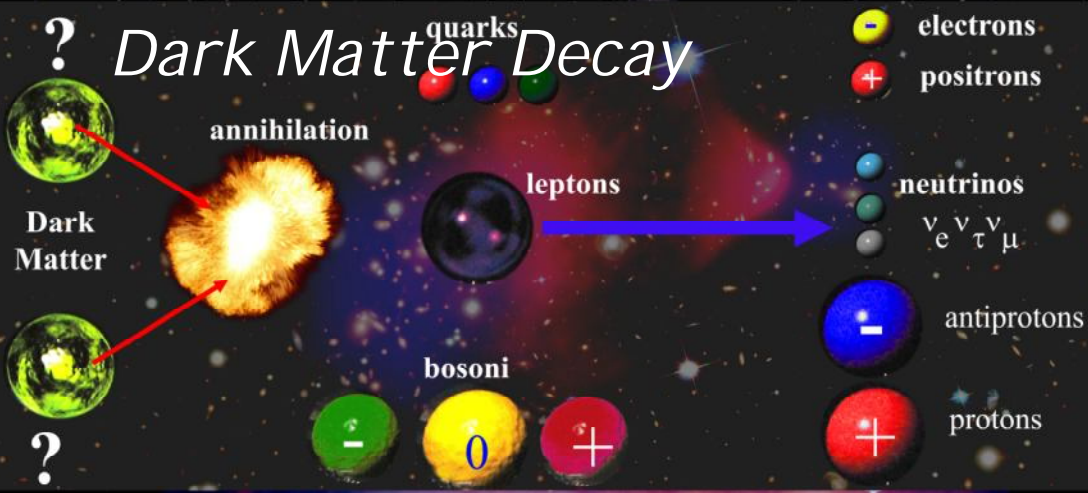 ?
Dark Matter Decay
quarks
annihilation
Dark
Matter
?
leptons
bosoni
-
0
+
-
electrons
+
positrons
neutrinos
νe ντ νμ
-
antiprotons
+
protons